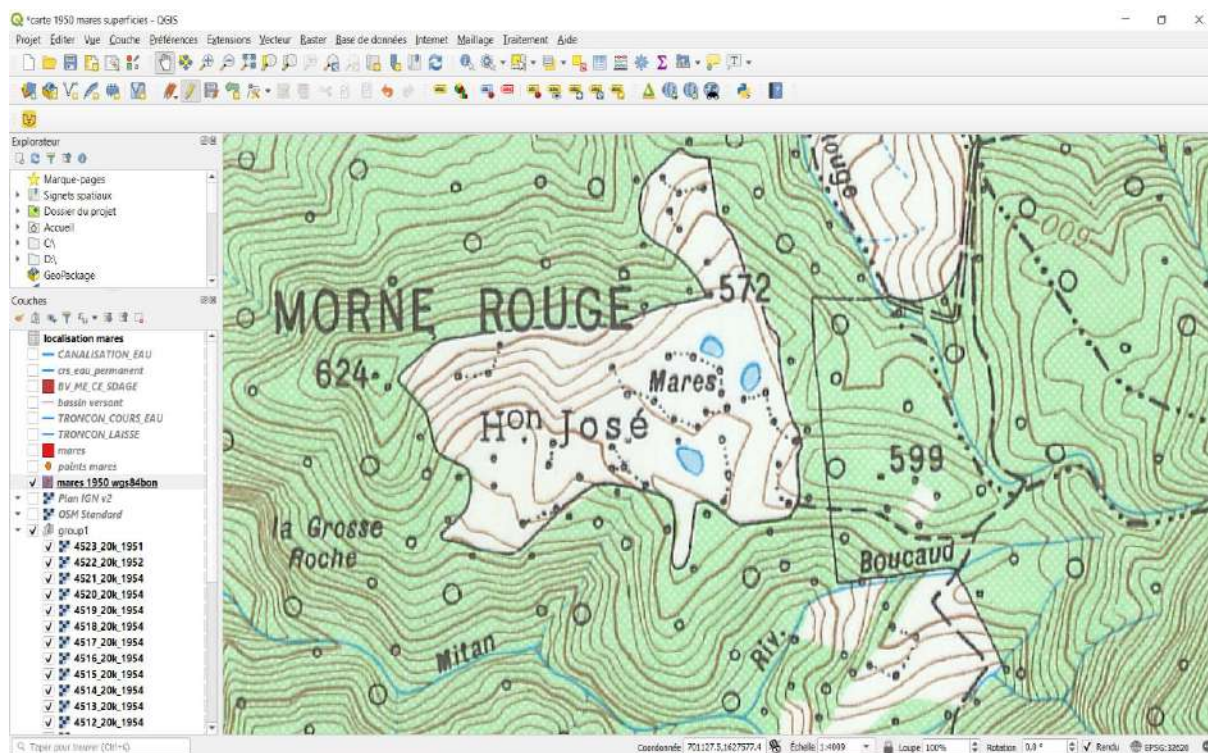 *carte 1950 mares superficies - QGIS
Projet Éditer Vue Couche Préférences Extensions Vecteur Raster Base de données Internet Maillage Traitement Aide
Explorateur
Marque-pages
Signets spatiaux
Dossier du projet
Accueil
C:\
D:\
GeoPackage
Couches
localisation mares
CANALISATION_EAU
crs_eau_permanent
BV_ME_CE_SDAGE
bassin versant
TRONCON_COURS_EAU
TRONCON_LAISSE
mares
points mares
mares 1950 wgs84bon
Plan IGN v2
OSM Standard
group1
4523_20k_1951
4522_20k_1952
4521_20k_1954
4520_20k_1954
4519_20k_1954
4518_20k_1954
4517_20k_1954
4516_20k_1954
4515_20k_1954
4514_20k_1954
4513_20k_1954
4512_20k_1954
Rouge
600
572
MORNE ROUGE
624
Mares
Hon José
599
la Grosse
Roche
Boucaud
Mitan
Riv.
Taper pour trouver (Ctrl+K)
Coordonnée 701127.5,1627577.4 Échelle 1:4099 Loupe 100% Rotation 0,0 ° Rendu EPSG:32620